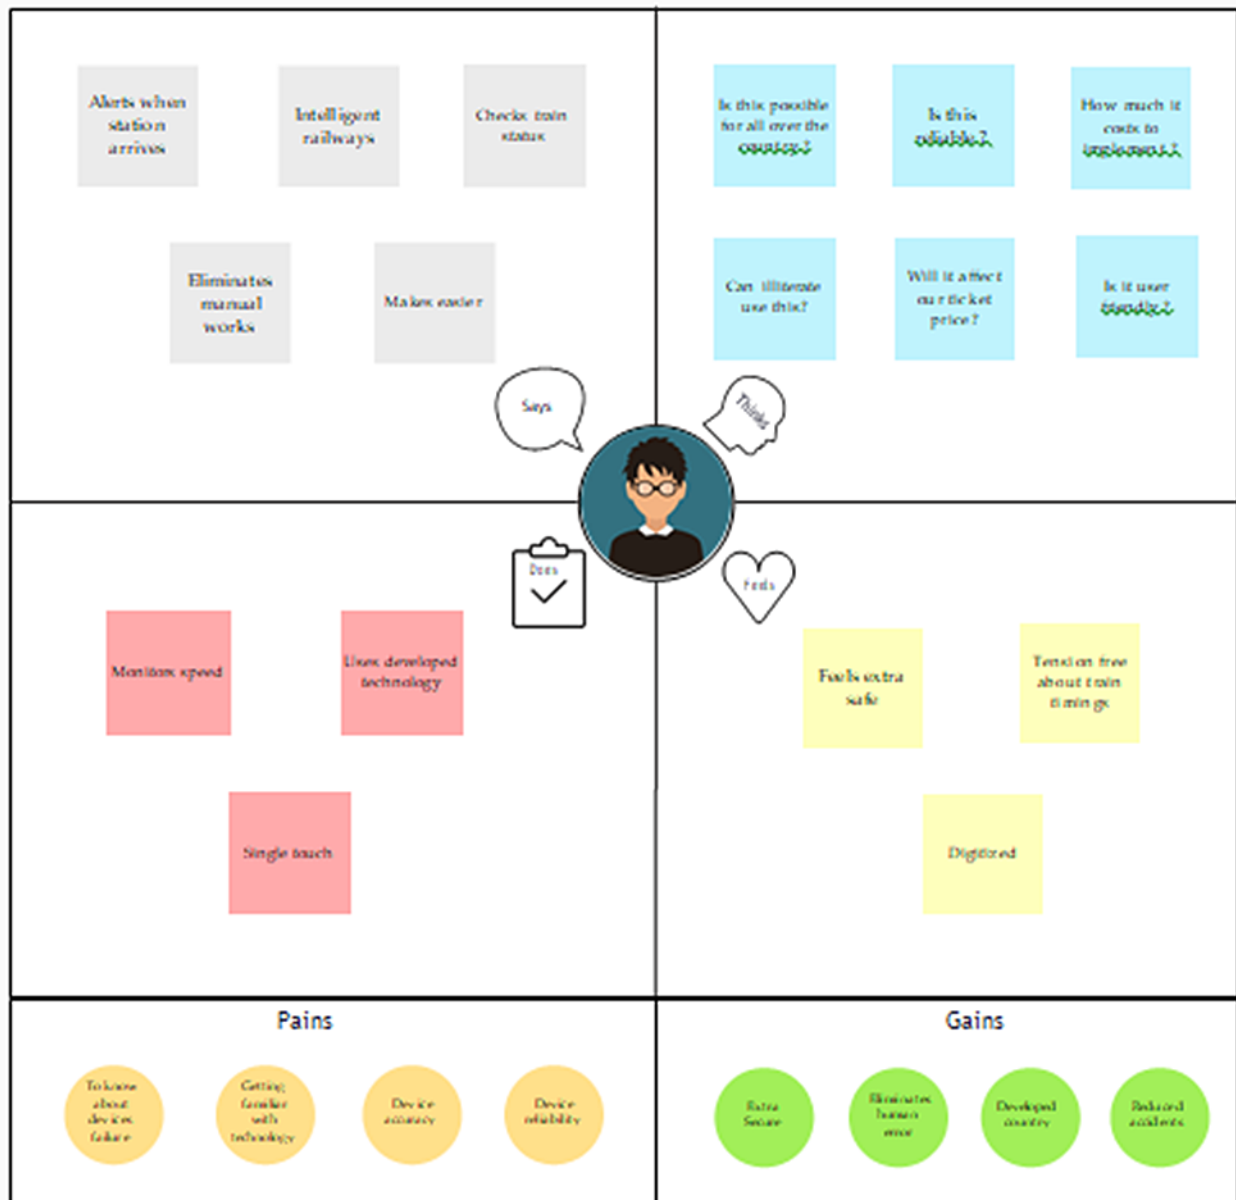 Alerts when
station
arrives
Intelligent
railways
Checks train
status
Eliminates
manual
works
Makes easier
Says
Is this possible
for all over the
country.?
Is this
reliable.?
How much it
costs to
implement.?
Can illiterate
use this?
Will it affect
our ticket
price?
Is it user
friendly.?
Thinks
Does
Monitors speed
Uses developed
technology
Single touch
Feels
Feels extra
safe
Tension free
about train
timings
Pains
To know
about
devices
failure
Getting
familiar
with
technology
Device
accuracy
Device
reliability
Gains
Extra
Secure
Eliminates
human
error
Developed
country
Reduced
accidents